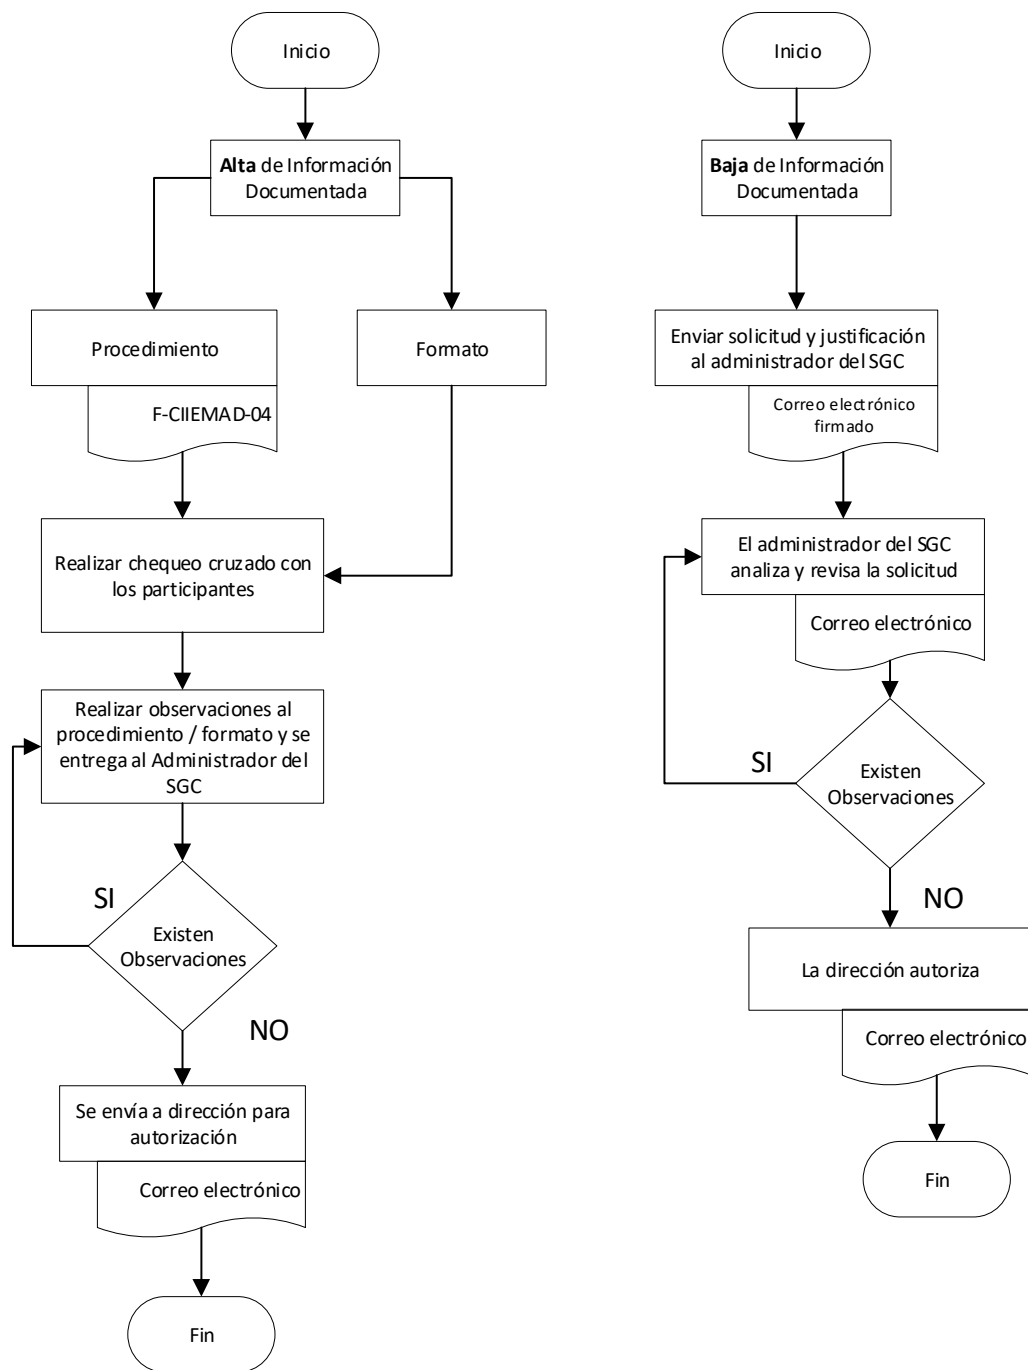 Inicio
Alta de Información
Documentada
Procedimiento
F-CIIEMAD-04
Formato
Realizar chequeo cruzado con
los participantes
Realizar observaciones al
procedimiento / formato y se
entrega al Administrador del
SGC
SI
Existen
Observaciones
NO
Se envía a dirección para
autorización
Correo electrónico
Fin
Inicio
Baja de Información
Documentada
Enviar solicitud y justificación
al administrador del SGC
Correo electrónico
firmado
El administrador del SGC
analiza y revisa la solicitud
Correo electrónico
SI
Existen
Observaciones
NO
La dirección autoriza
Correo electrónico
Fin